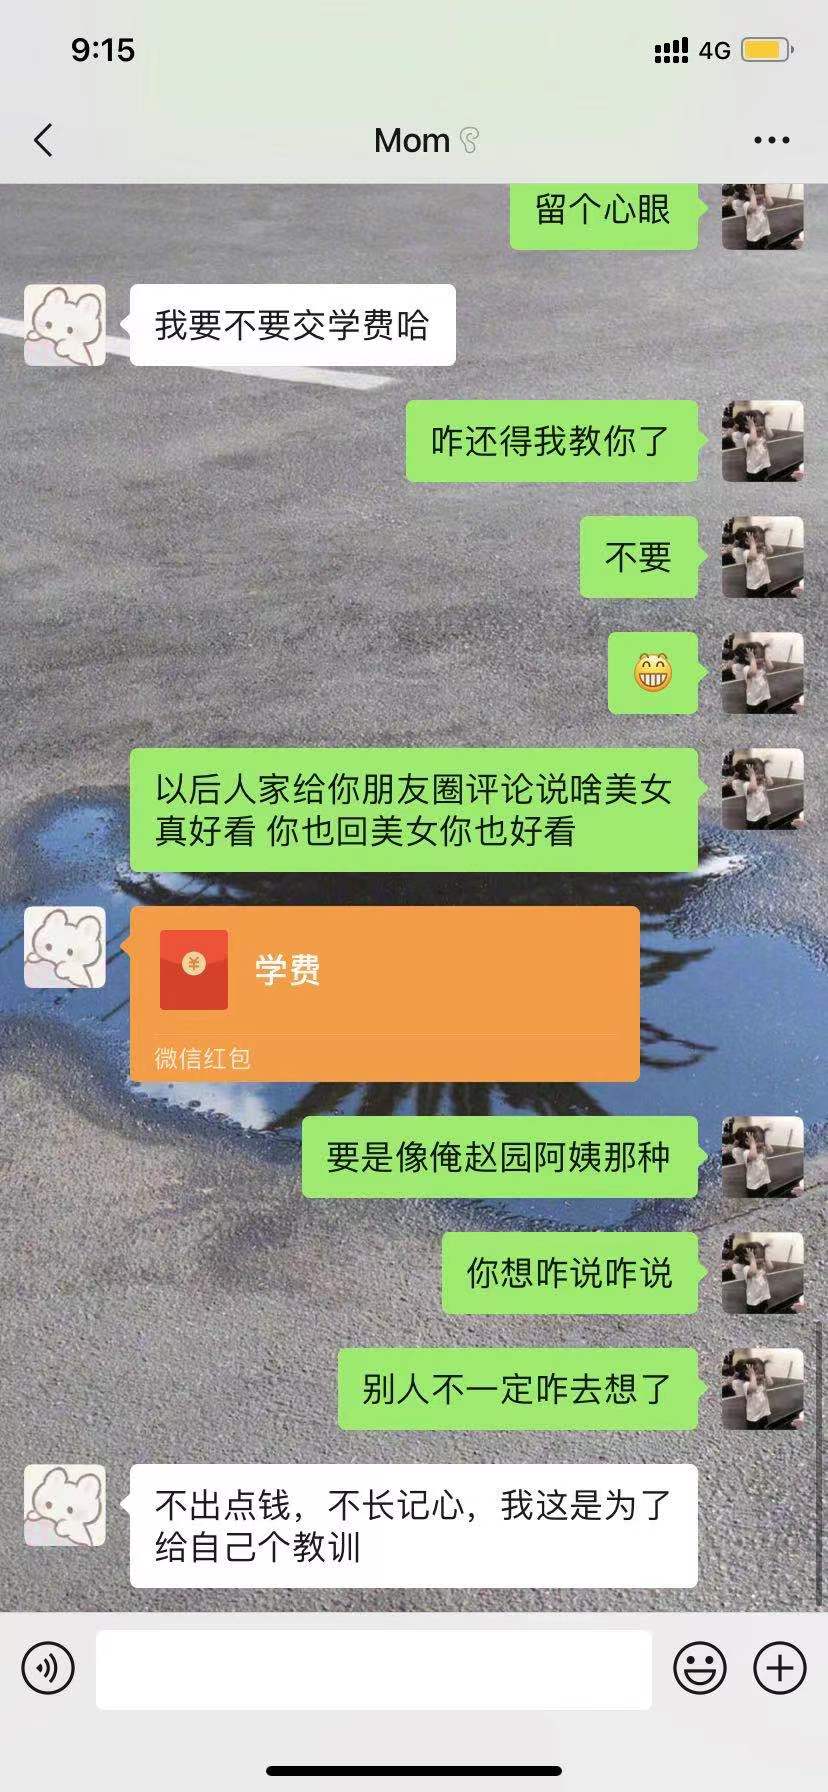 9:15
4G
Mom
留个心眼
我要不要交学费哈
咋还得我教你了
不要
以后人家给你朋友圈评论说啥美女
真好看 你也回美女你也好看
¥
学费
微信红包
要是像俺赵园阿姨那种
你想咋说咋说
别人不一定咋去想了
不出点钱，不长记心，我这是为了
给自己个教训